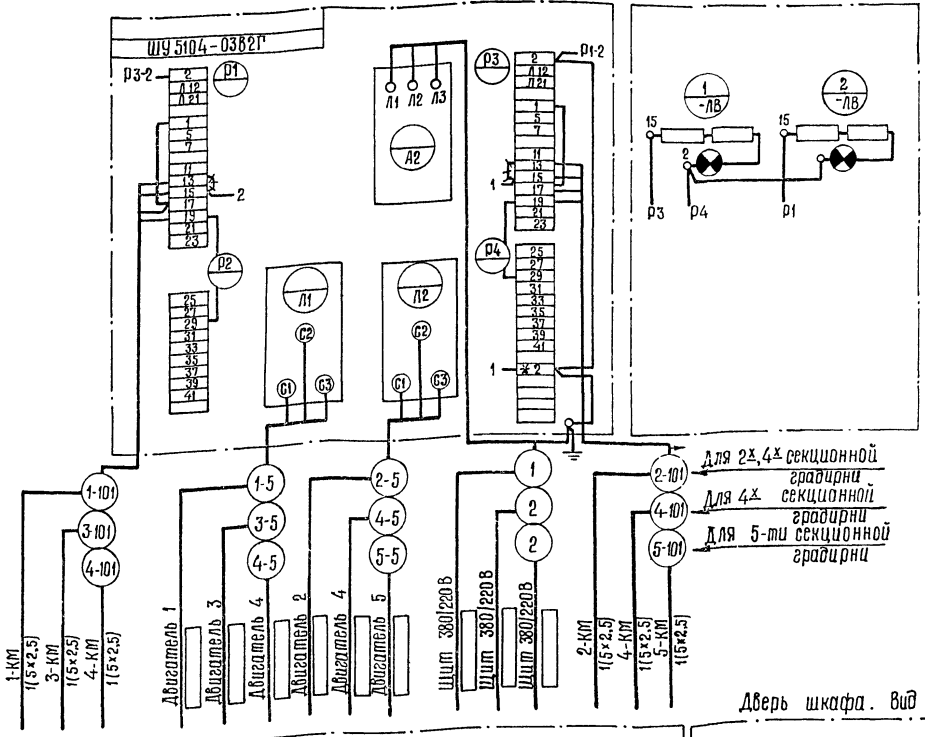 ШУ 5104-03В2Г
Р3-2
2
Л.12
Л.21
1
5
7
11
13
15
17
19
21
23
Р1
2
Р2
25
27
29
31
33
35
37
39
41
Л1
Л2
Л3
А2
Л1
С2
С1
С3
Л2
С2
С1
С3
Р3
2
Л.12
Л.21
1
5
7
11
13
15
17
19
21
23
Р1-2
1
Р4
25
27
29
31
33
35
37
39
41
1
* 2
1
-ЛВ
2
-ЛВ
15
2
15
Р3
Р4
Р1
1-101
3-101
4-101
1-5
3-5
4-5
2-5
4-5
5-5
1
2
2
2-101
4-101
5-101
Для 2х, 4х секционной
градирни
Для 4х секционной
градирни
Для 5-ти секционной
градирни
1-КМ
1(5×2,5)
3-КМ
1(5×2,5)
4-КМ
1(5×2,5)
Двигатель 1
Двигатель 3
Двигатель 4
Двигатель 2
Двигатель 4
Двигатель 5
Щит 380/220В
Щит 380/220В
Щит 380/220В
2-КМ
1(5×2,5)
4-КМ
1(5×2,5)
5-КМ
1(5×2,5)
Дверь шкафа. Вид